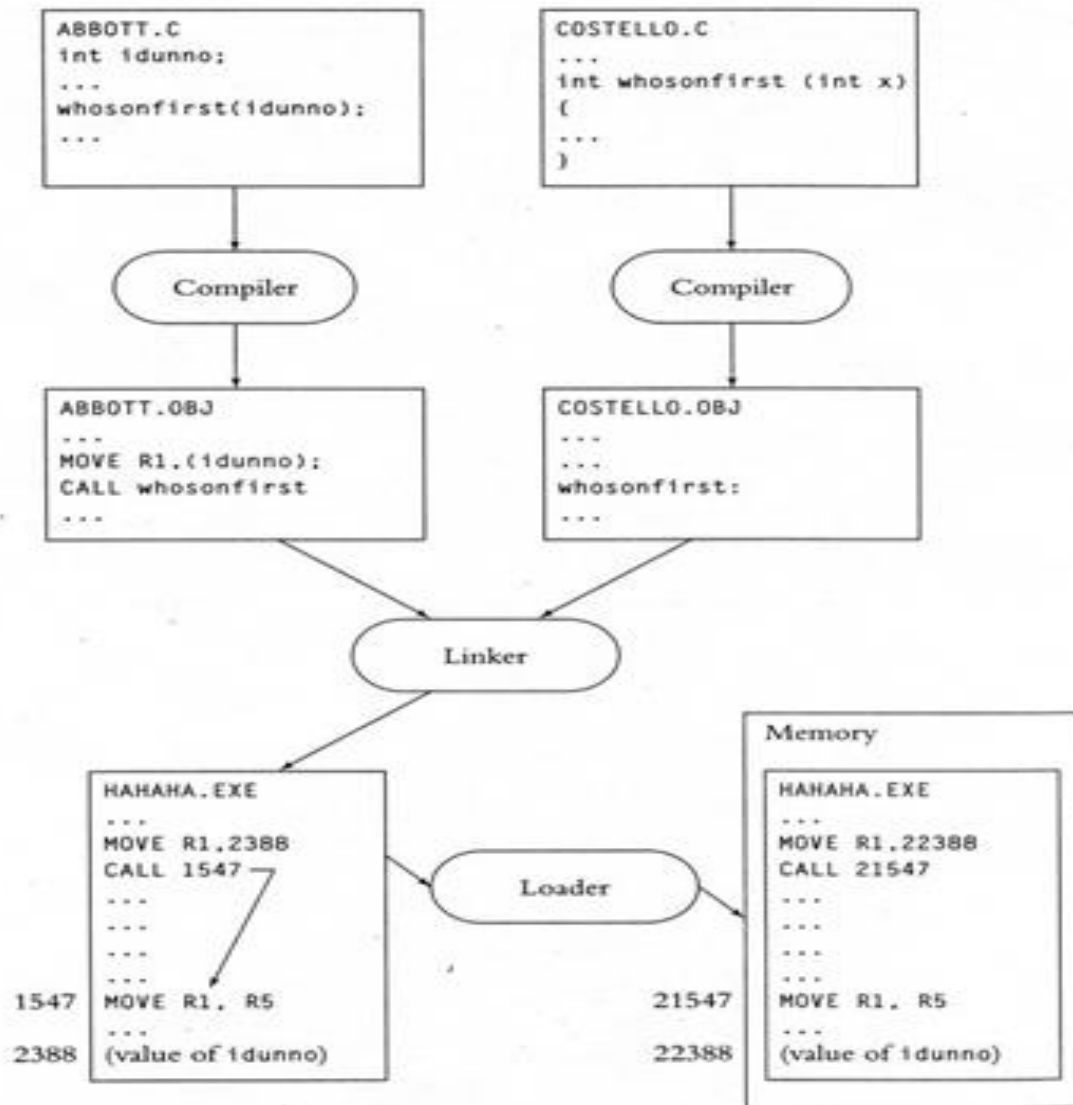 ABBOTT.C
int idunno;
...
whosonfirst(idunno);
...
COSTELLO.C
...
int whosonfirst (int x)
{
...
}
Compiler
Compiler
ABBOTT.OBJ
...
MOVE R1,(idunno);
CALL whosonfirst
...
COSTELLO.OBJ
...
...
whosonfirst:
...
Linker
HAHAHA.EXE
...
MOVE R1,2388
CALL 1547
...
...
...
...
1547 MOVE R1, R5
...
2388 (value of idunno)
Loader
Memory
HAHAHA.EXE
...
MOVE R1,22388
CALL 21547
...
...
...
...
21547 MOVE R1, R5
...
22388 (value of idunno)